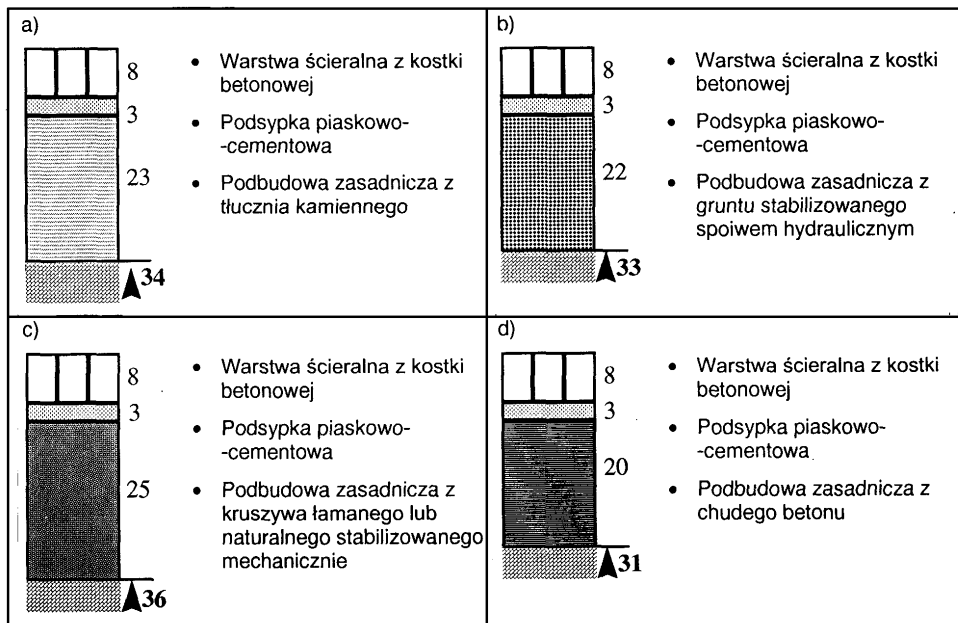 a)
8
3
23
34
• Warstwa ścieralna z kostki
betonowej
• Podsypka piaskowo-
-cementowa
• Podbudowa zasadnicza z
tłucznia kamiennego
b)
8
3
22
33
• Warstwa ścieralna z kostki
betonowej
• Podsypka piaskowo-
-cementowa
• Podbudowa zasadnicza z
gruntu stabilizowanego
spoiwem hydraulicznym
c)
8
3
25
36
• Warstwa ścieralna z kostki
betonowej
• Podsypka piaskowo-
-cementowa
• Podbudowa zasadnicza z
kruszywa łamanego lub
naturalnego stabilizowanego
mechanicznie
d)
8
3
20
31
• Warstwa ścieralna z kostki
betonowej
• Podsypka piaskowo-
-cementowa
• Podbudowa zasadnicza z
chudego betonu